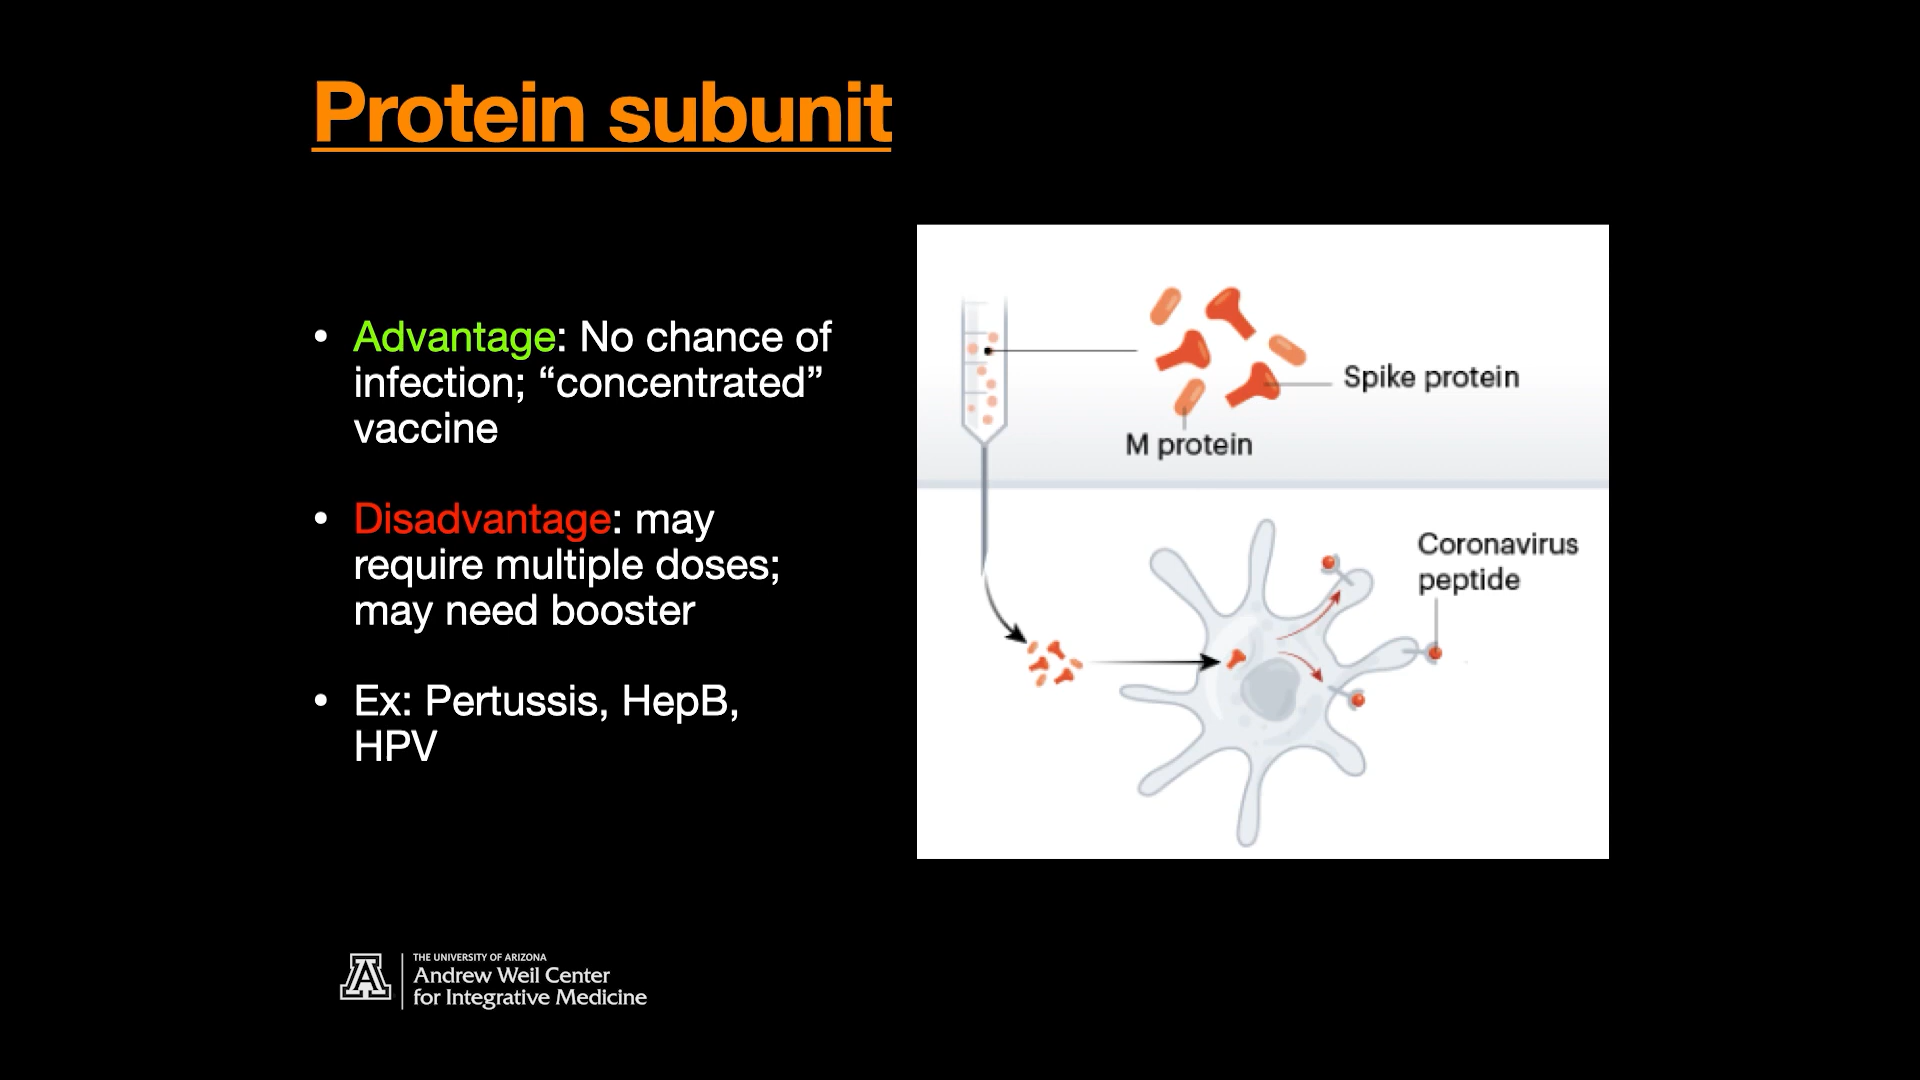 Protein subunit
• Advantage: No chance of
infection; “concentrated”
vaccine
• Disadvantage: may
require multiple doses;
may need booster
• Ex: Pertussis, HepB,
HPV
Spike protein
M protein
Coronavirus
peptide
THE UNIVERSITY OF ARIZONA
Andrew Weil Center
for Integrative Medicine